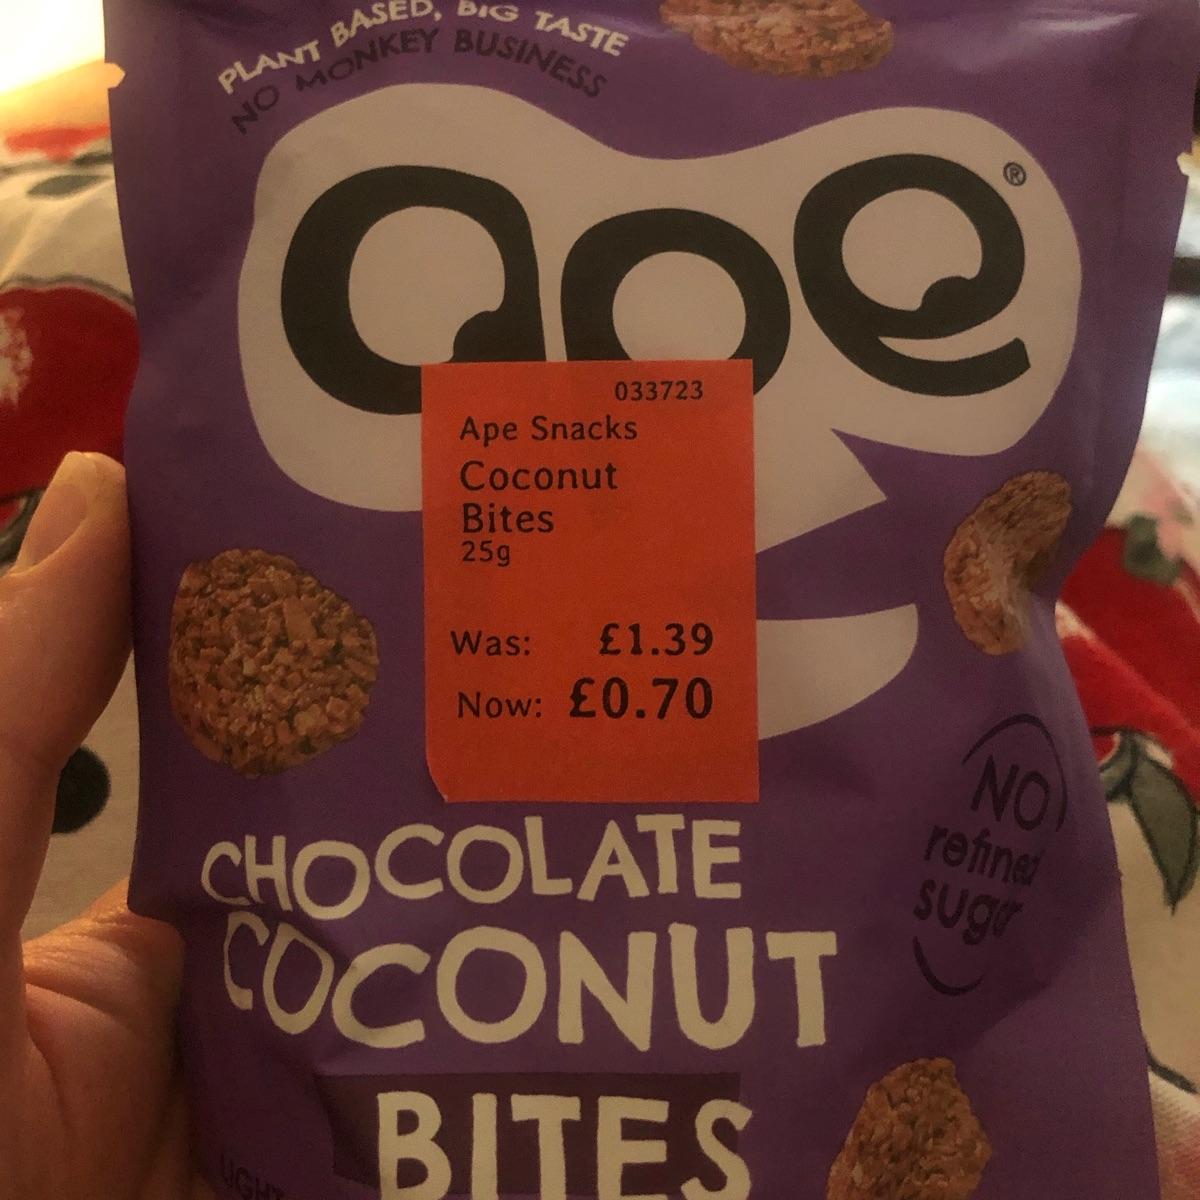 PLANT BASED, BIG TASTE
NO MONKEY BUSINESS
ape®
033723
Ape Snacks
Coconut
Bites
25g
Was: £1.39
Now: £0.70
NO
refined
sugar
CHOCOLATE
COCONUT
BITES
LIGHT